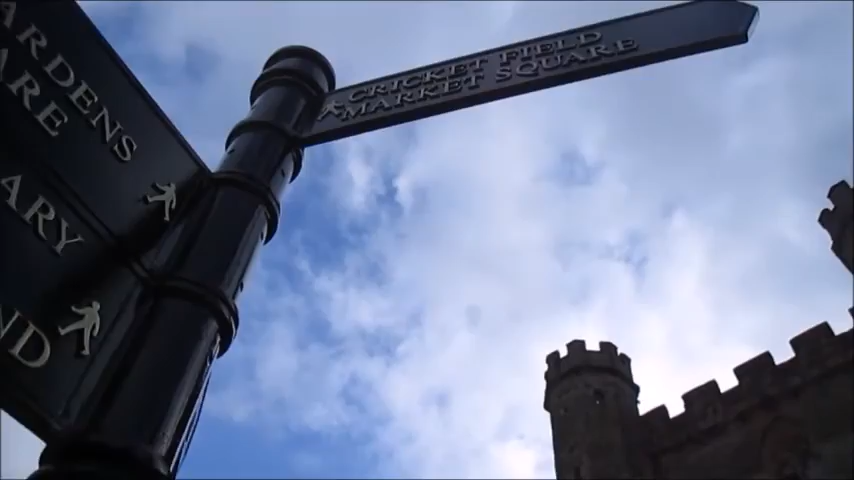 CRICKET FIELD
MARKET SQUARE
ARDENS
ARE
ARY
ND